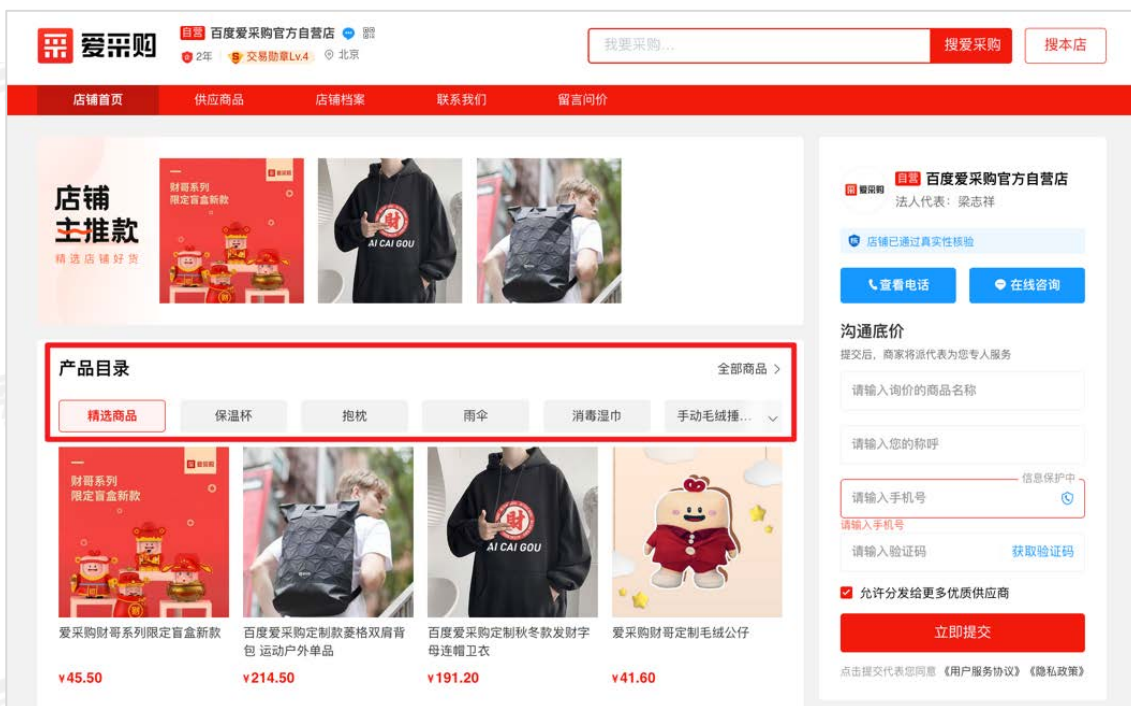 采 爱采购
自营 百度爱采购官方自营店
2年 交易勋章Lv.4 北京
我要采购...
搜爱采购
搜本店
店铺首页 供应商品 店铺档案 联系我们 留言问价
店铺
主推款
精选店铺好货
财哥系列
限定盲盒新款
财
AI CAI GOU
产品目录
全部商品 >
精选商品 保温杯 抱枕 雨伞 消毒湿巾 手动毛绒捶...
财哥系列
限定盲盒新款
财
AI CAI GOU
爱采购财哥系列限定盲盒新款
¥45.50
百度爱采购定制款菱格双肩背
包 运动户外单品
¥214.50
百度爱采购定制秋冬款发财字
母连帽卫衣
¥191.20
爱采购财哥定制毛绒公仔
¥41.60
采 爱采购
自营 百度爱采购官方自营店
法人代表：梁志祥
店铺已通过真实性核验
查看电话
在线咨询
沟通底价
提交后，商家将派代表为您专人服务
请输入询价的商品名称
请输入您的称呼
信息保护中
请输入手机号
请输入手机号
请输入验证码 获取验证码
允许分发给更多优质供应商
立即提交
点击提交代表您同意《用户服务协议》《隐私政策》